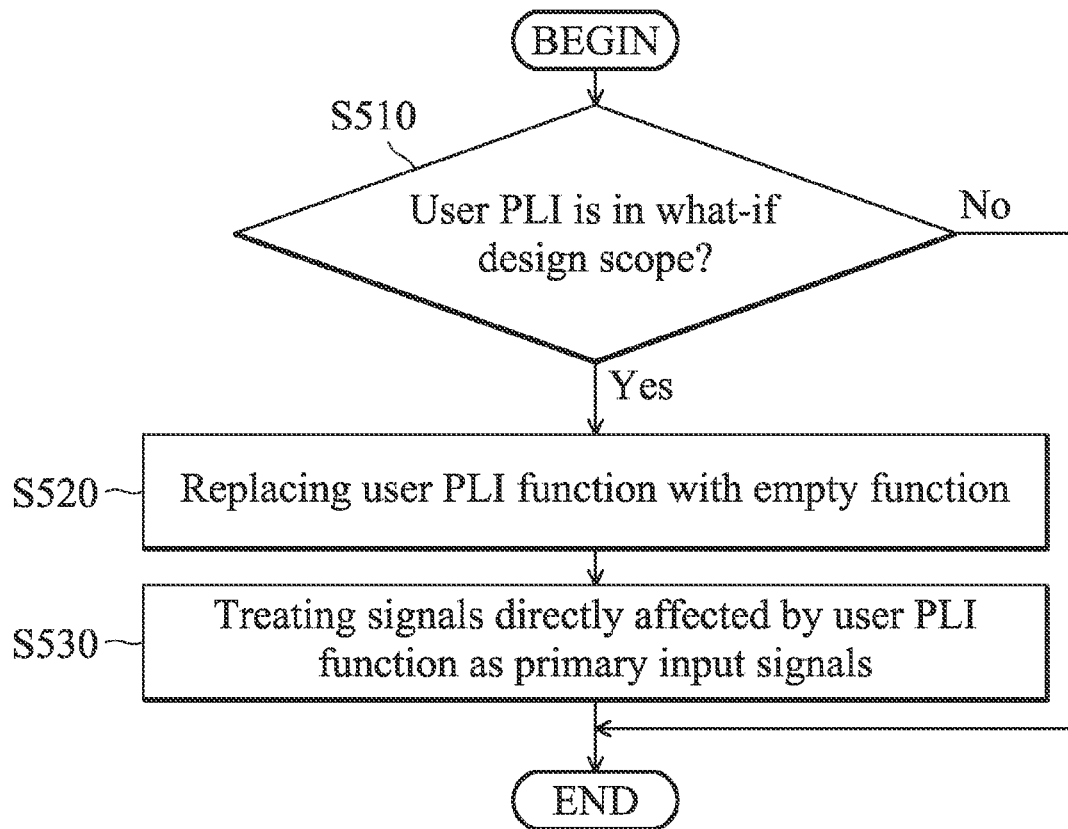 BEGIN
S510
User PLI is in what-if
design scope?
No
Yes
S520
Replacing user PLI function with empty function
S530
Treating signals directly affected by user PLI
function as primary input signals
END